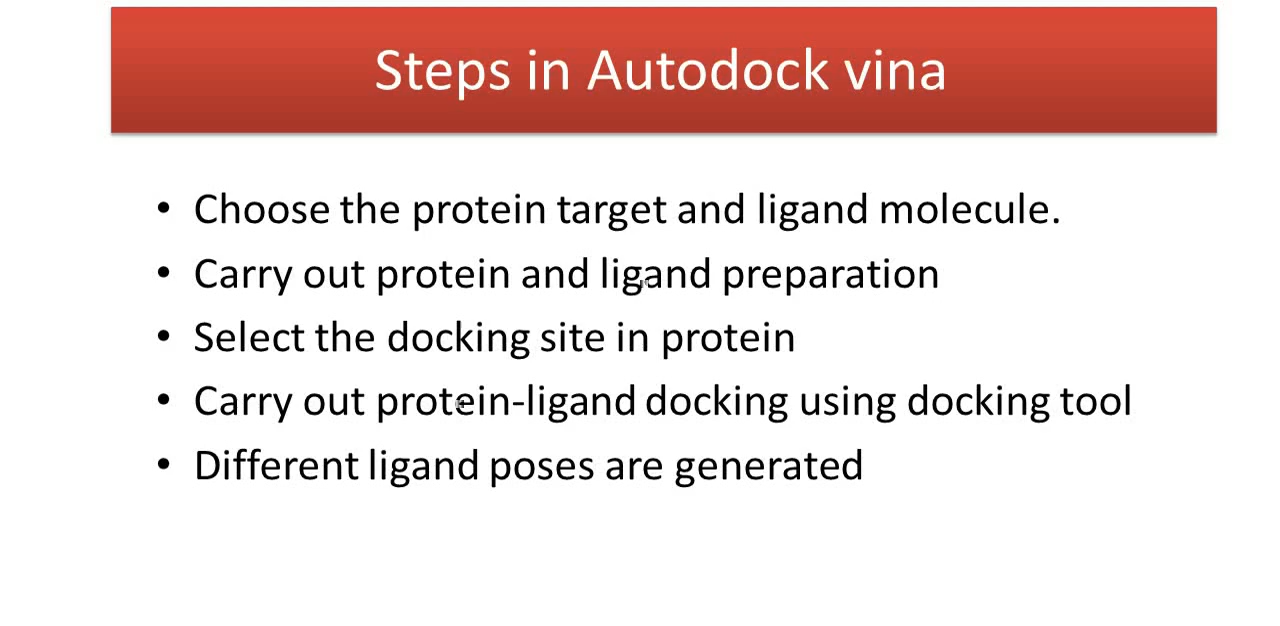 Steps in Autodock vina
• Choose the protein target and ligand molecule.
• Carry out protein and ligand preparation
• Select the docking site in protein
• Carry out protein-ligand docking using docking tool
• Different ligand poses are generated